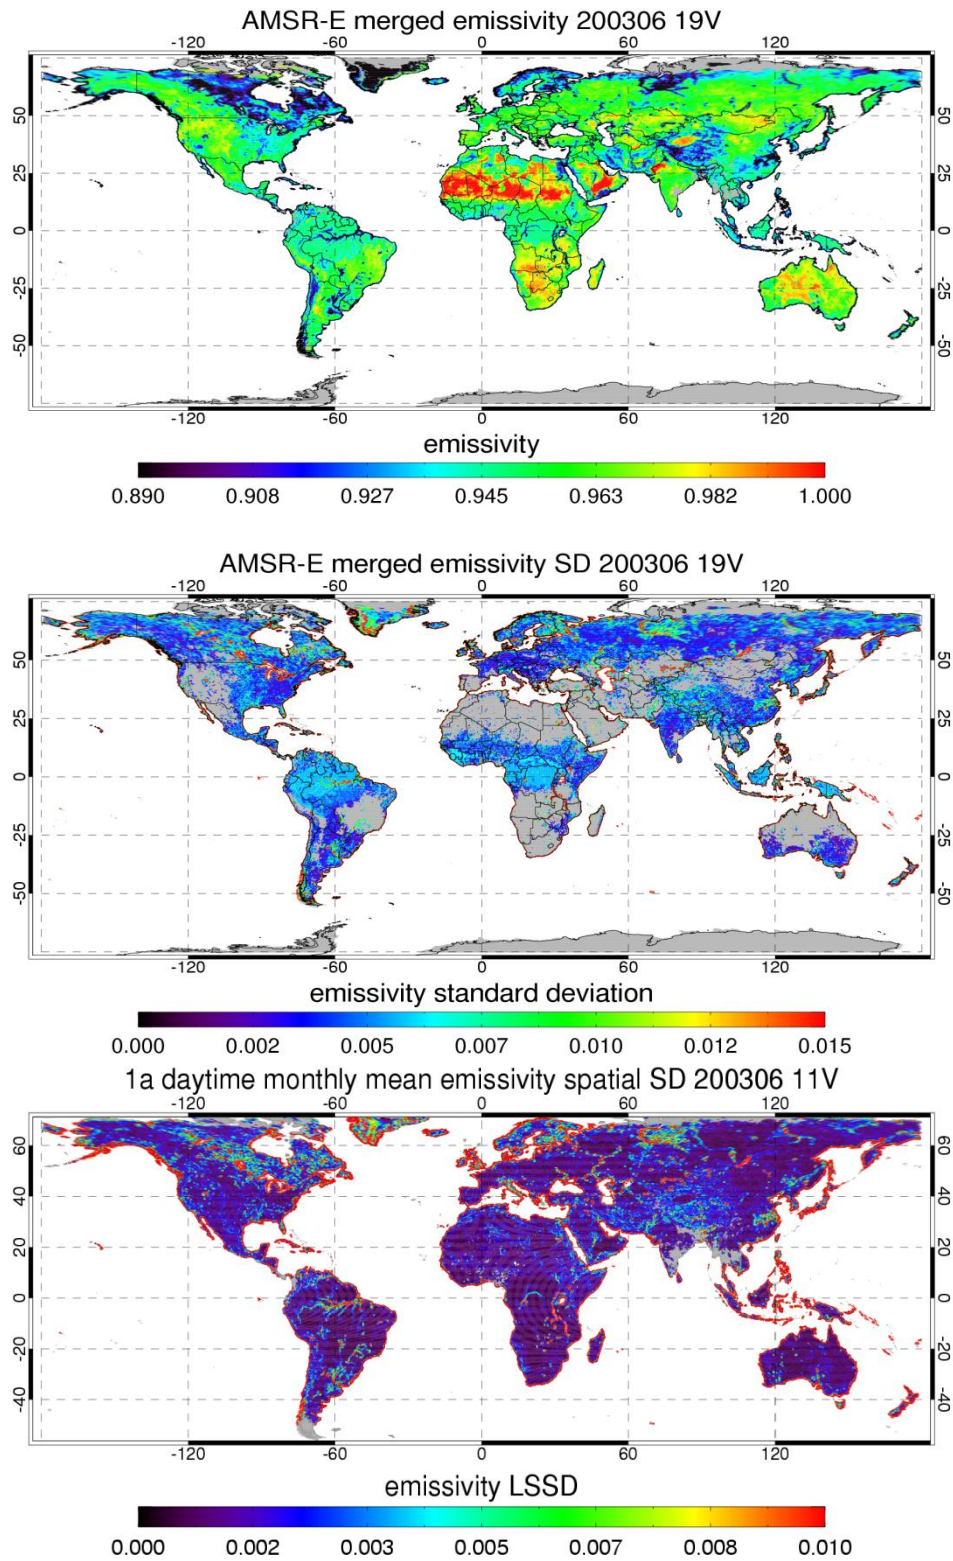 AMSR-E merged emissivity 200306 19V
-120 -60 0 60 120
50 50
25 25
0 0
-25 -25
-50 -50
-120 -60 0 60 120
emissivity
0.890 0.908 0.927 0.945 0.963 0.982 1.000
AMSR-E merged emissivity SD 200306 19V
-120 -60 0 60 120
50 50
25 25
0 0
-25 -25
-50 -50
-120 -60 0 60 120
emissivity standard deviation
0.000 0.002 0.005 0.007 0.010 0.012 0.015
1a daytime monthly mean emissivity spatial SD 200306 11V
-120 -60 0 60 120
60 60
40 40
20 20
0 0
-20 -20
-40 -40
-120 -60 0 60 120
emissivity LSSD
0.000 0.002 0.003 0.005 0.007 0.008 0.010